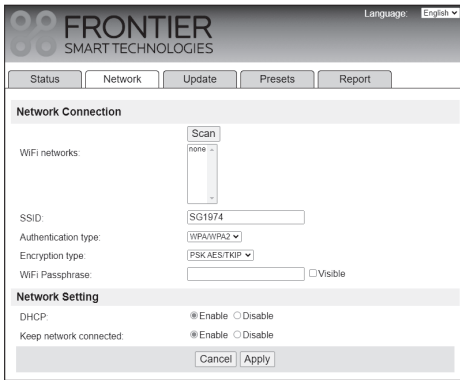 Language: English
FRONTIER
SMART TECHNOLOGIES
Status Network Update Presets Report
Network Connection
Scan
WiFi networks: none
SSID: SG1974
Authentication type: WPA/WPA2
Encryption type: PSK AES/TKIP
WiFi Passphrase: Visible
Network Setting
DHCP: Enable Disable
Keep network connected: Enable Disable
Cancel Apply